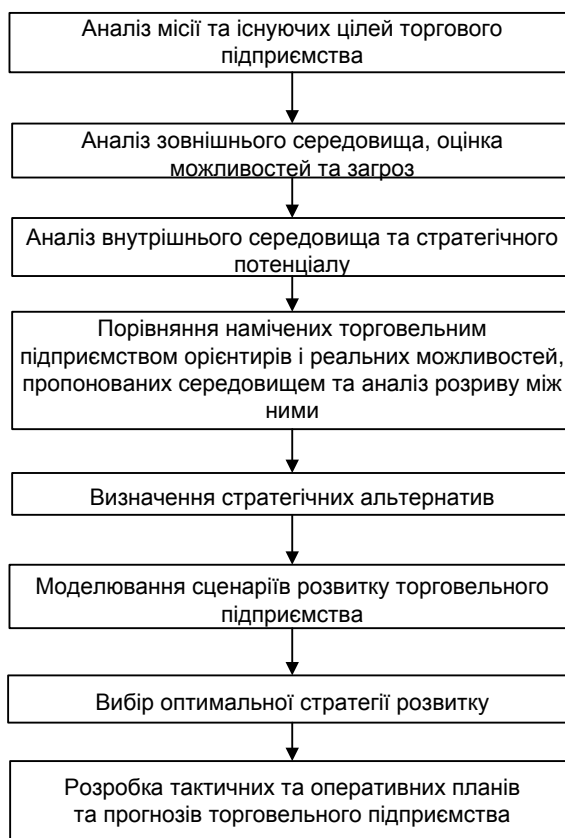 Аналіз місії та існуючих цілей торгового
підприємства
Аналіз зовнішнього середовища, оцінка
можливостей та загроз
Аналіз внутрішнього середовища та стратегічного
потенціалу
Порівняння намічених торговельним
підприємством орієнтирів і реальних можливостей,
пропонованих середовищем та аналіз розриву між
ними
Визначення стратегічних альтернатив
Моделювання сценаріїв розвитку торговельного
підприємства
Вибір оптимальної стратегії розвитку
Розробка тактичних та оперативних планів
та прогнозів торговельного підприємства